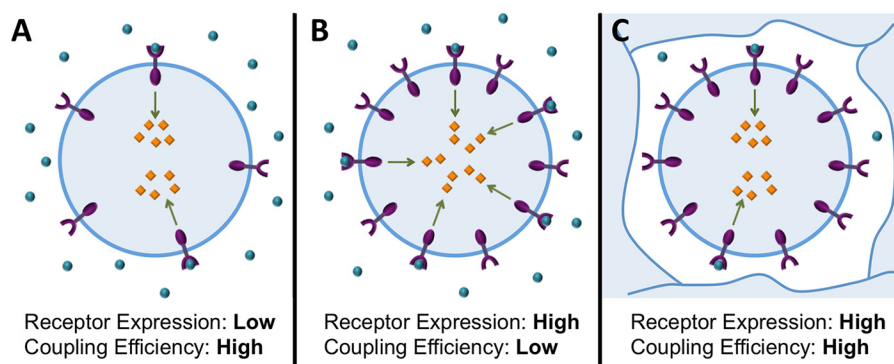 A
B
C
Receptor Expression: Low
Coupling Efficiency: High
Receptor Expression: High
Coupling Efficiency: Low
Receptor Expression: High
Coupling Efficiency: High